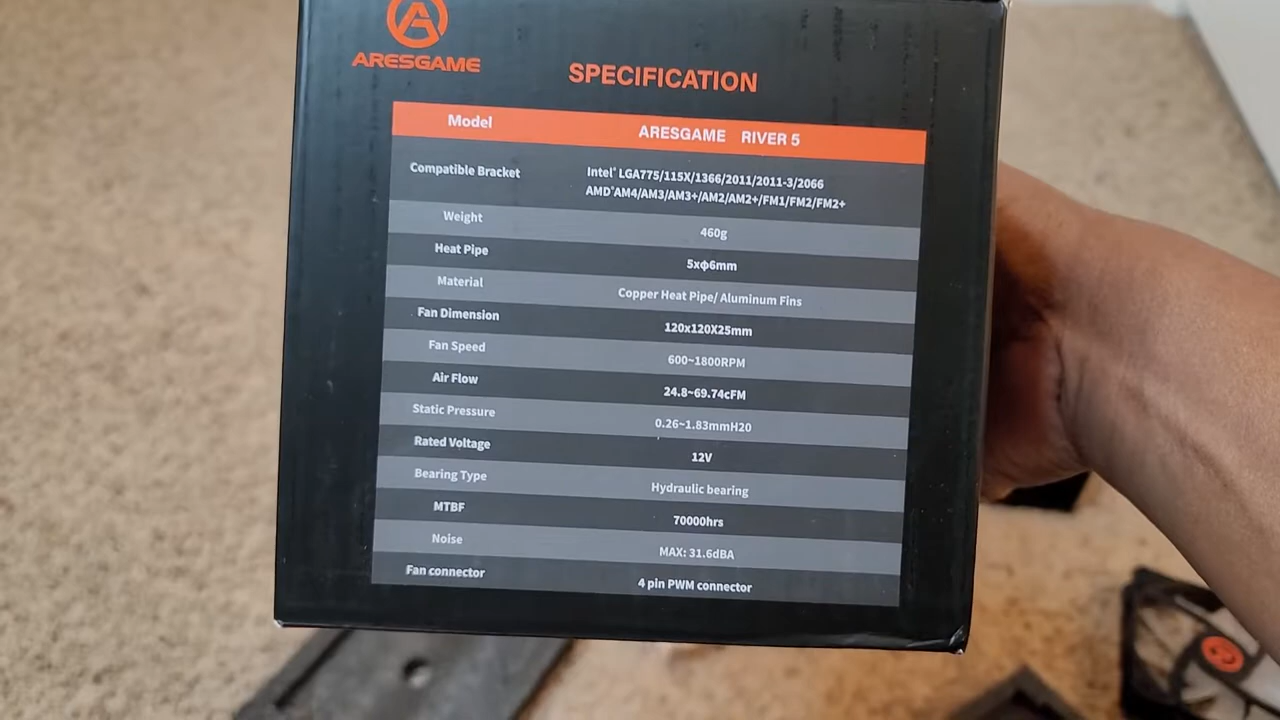 ARESGAME
SPECIFICATION
Model ARESGAME RIVER 5
Compatible Bracket Intel® LGA775/115X/1366/2011/2011-3/2066
AMD®AM4/AM3/AM3+/AM2/AM2+/FM1/FM2/FM2+
Weight 460g
Heat Pipe 5xф6mm
Material Copper Heat Pipe/ Aluminum Fins
Fan Dimension 120x120X25mm
Fan Speed 600~1800RPM
Air Flow 24.8~69.74cFM
Static Pressure 0.26~1.83mmH20
Rated Voltage 12V
Bearing Type Hydraulic bearing
MTBF 70000hrs
Noise MAX: 31.6dBA
Fan connector 4 pin PWM connector